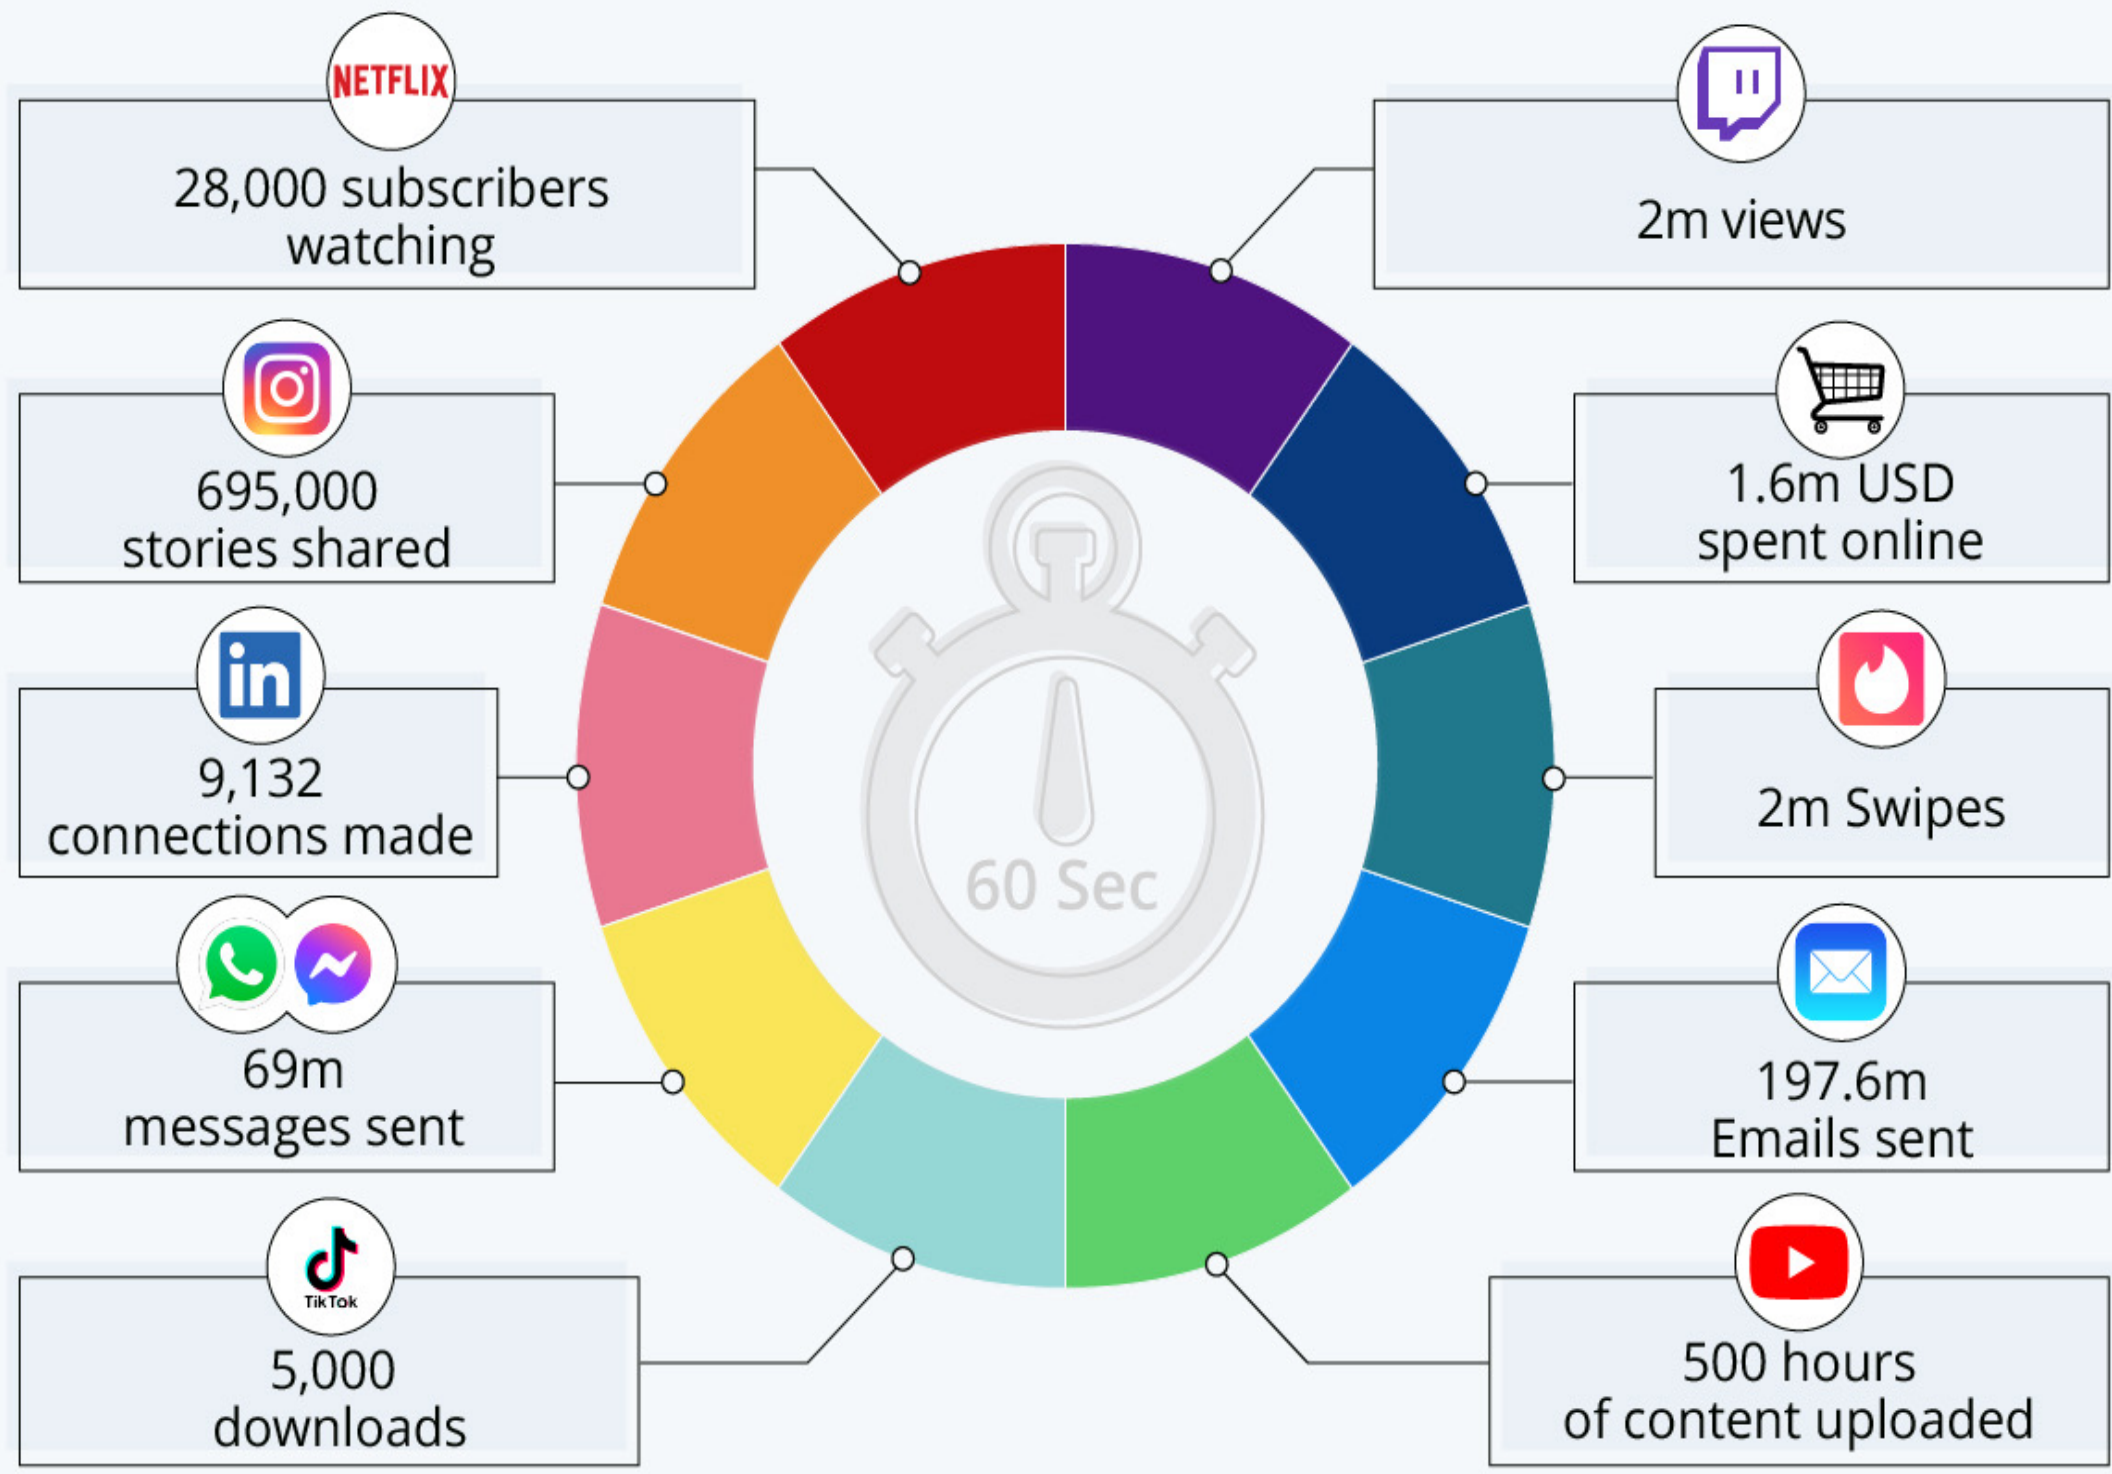 NETFLIX
28,000 subscribers
watching
2m views
695,000
stories shared
1.6m USD
spent online
in
9,132
connections made
2m Swipes
60 Sec
69m
messages sent
197.6m
Emails sent
TikTok
5,000
downloads
500 hours
of content uploaded